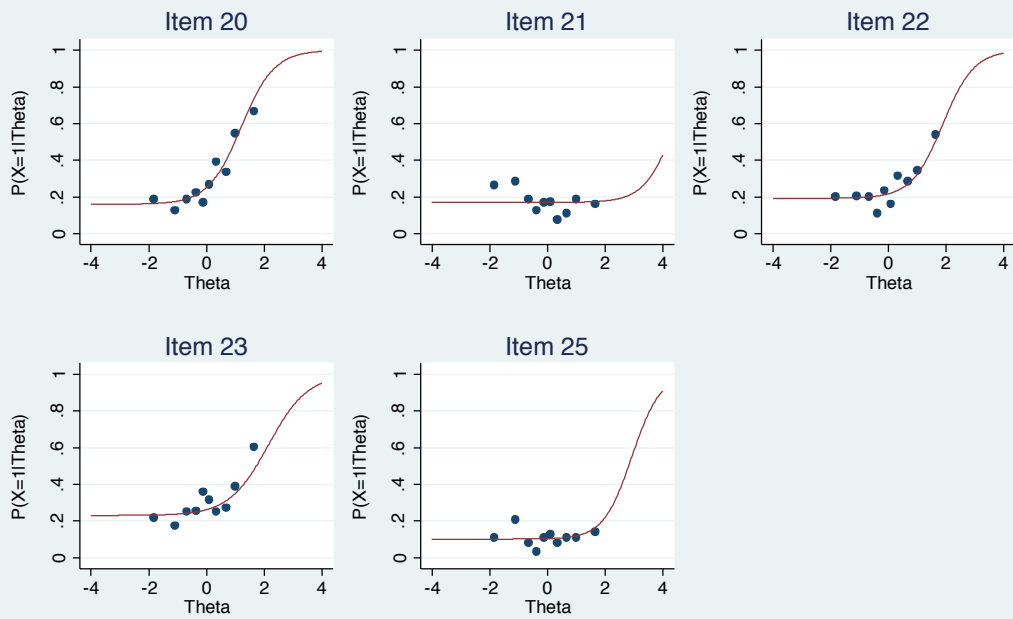 Item 20
P(X=1|Theta)
0 .2 .4 .6 .8 1
-4 -2 0 2 4
Theta
Item 21
P(X=1|Theta)
0 .2 .4 .6 .8 1
-4 -2 0 2 4
Theta
Item 22
P(X=1|Theta)
0 .2 .4 .6 .8 1
-4 -2 0 2 4
Theta
Item 23
P(X=1|Theta)
0 .2 .4 .6 .8 1
-4 -2 0 2 4
Theta
Item 25
P(X=1|Theta)
0 .2 .4 .6 .8 1
-4 -2 0 2 4
Theta